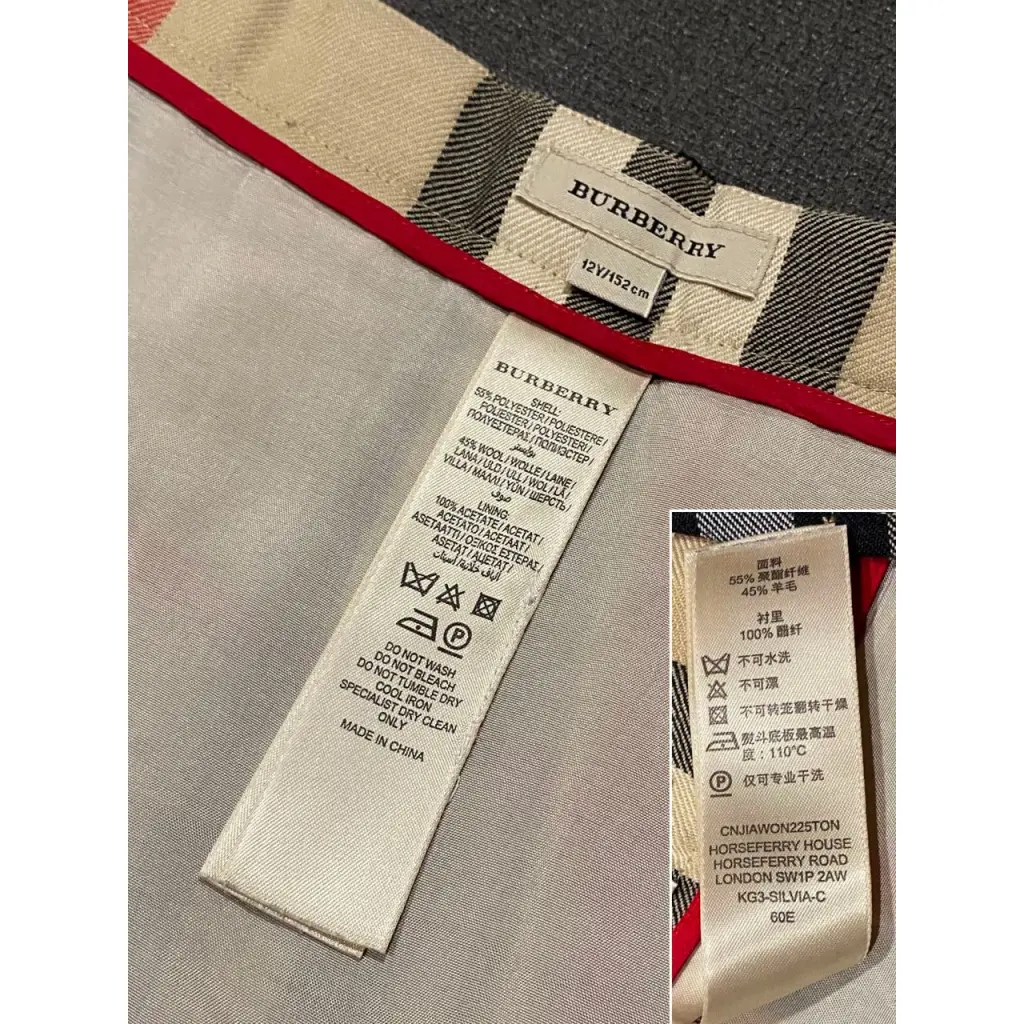 BURBERRY
12Y/152cm
BURBERRY
SHELL:
55% POLYESTER / POLIESTERE /
POLIESTER / POLYESTERI /
ΠΟΛΥΕΣΤΕΡΑΣ / ПОЛИЭСТЕР/
بوليستر
45% WOOL / WOLLE / LAINE /
LANA / ULD / ULL / WOL / LÃ /
VILLA / ΜΑΛΛΙ / YÜN / ШЕРСТЬ /
صوف
LINING:
100% ACETATE / ACETAT /
ACETATO / ACETAAT /
ASETAATTI / ΟΞΙΚΟΣ ΕΣΤΕΡΑΣ/
ASETAT / АЦЕТАТ /
ألياف خلاتية/أسيتات
P
DO NOT WASH
DO NOT BLEACH
DO NOT TUMBLE DRY
COOL IRON
SPECIALIST DRY CLEAN
ONLY
MADE IN CHINA
面料
55% 聚酯纤维
45% 羊毛
衬里
100% 醋纤
不可水洗
不可漂
不可转笼翻转干燥
熨斗底板最高温
度：110°C
P 仅可专业干洗
CNJIAWON225TON
HORSEFERRY HOUSE
HORSEFERRY ROAD
LONDON SW1P 2AW
KG3-SILVIA-C
60E